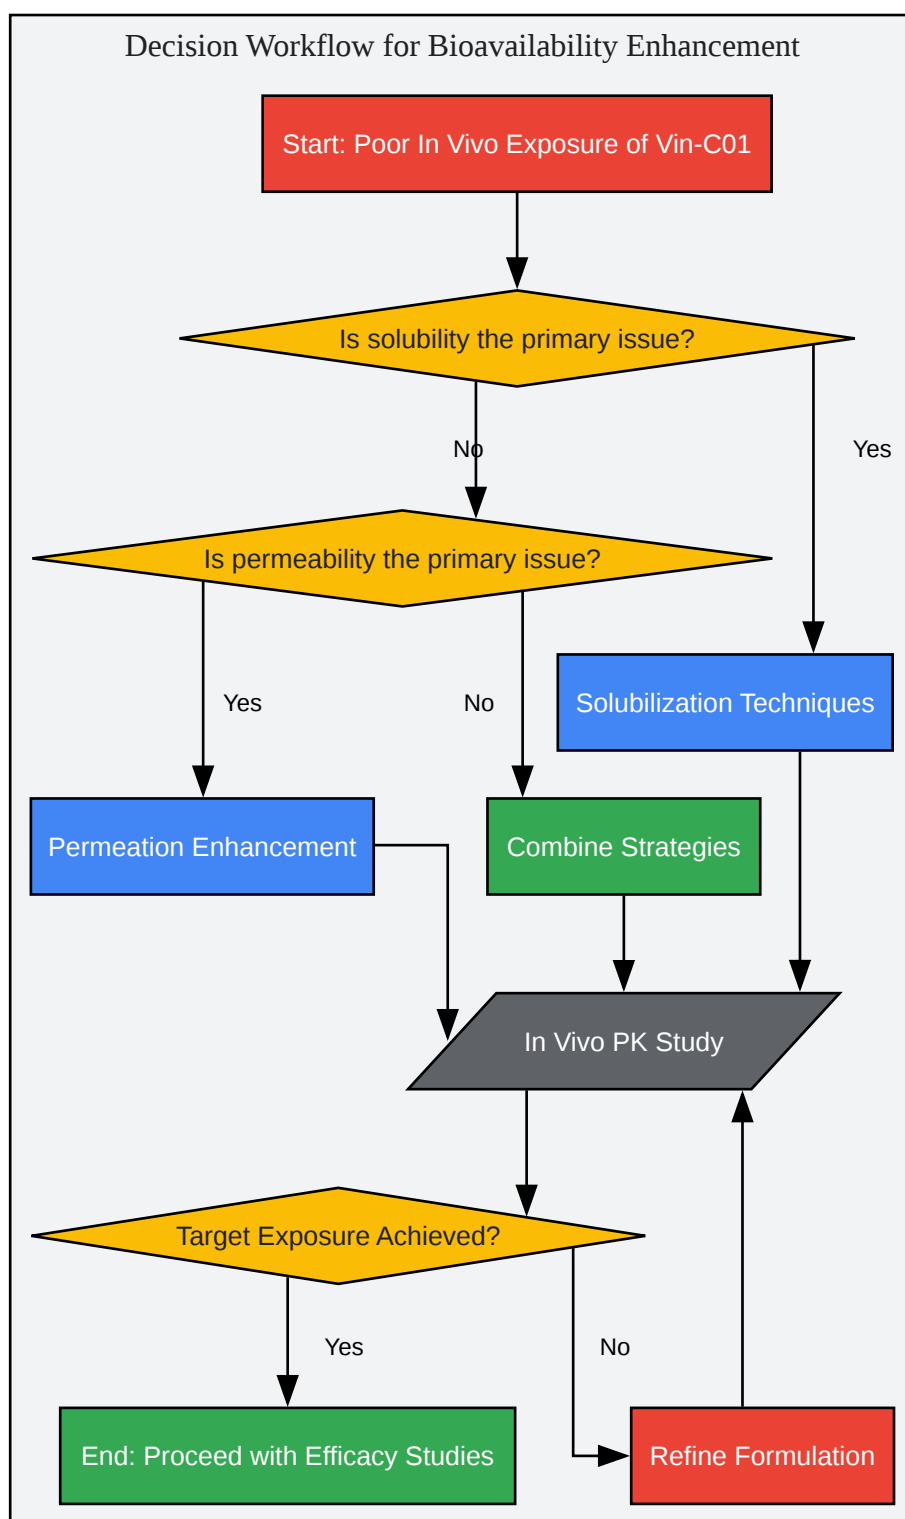 Decision Workflow for Bioavailability Enhancement
Start: Poor In Vivo Exposure of Vin-C01
Is solubility the primary issue?
No
Yes
Is permeability the primary issue?
Yes
No
Solubilization Techniques
Permeation Enhancement
Combine Strategies
In Vivo PK Study
Target Exposure Achieved?
Yes
No
End: Proceed with Efficacy Studies
Refine Formulation